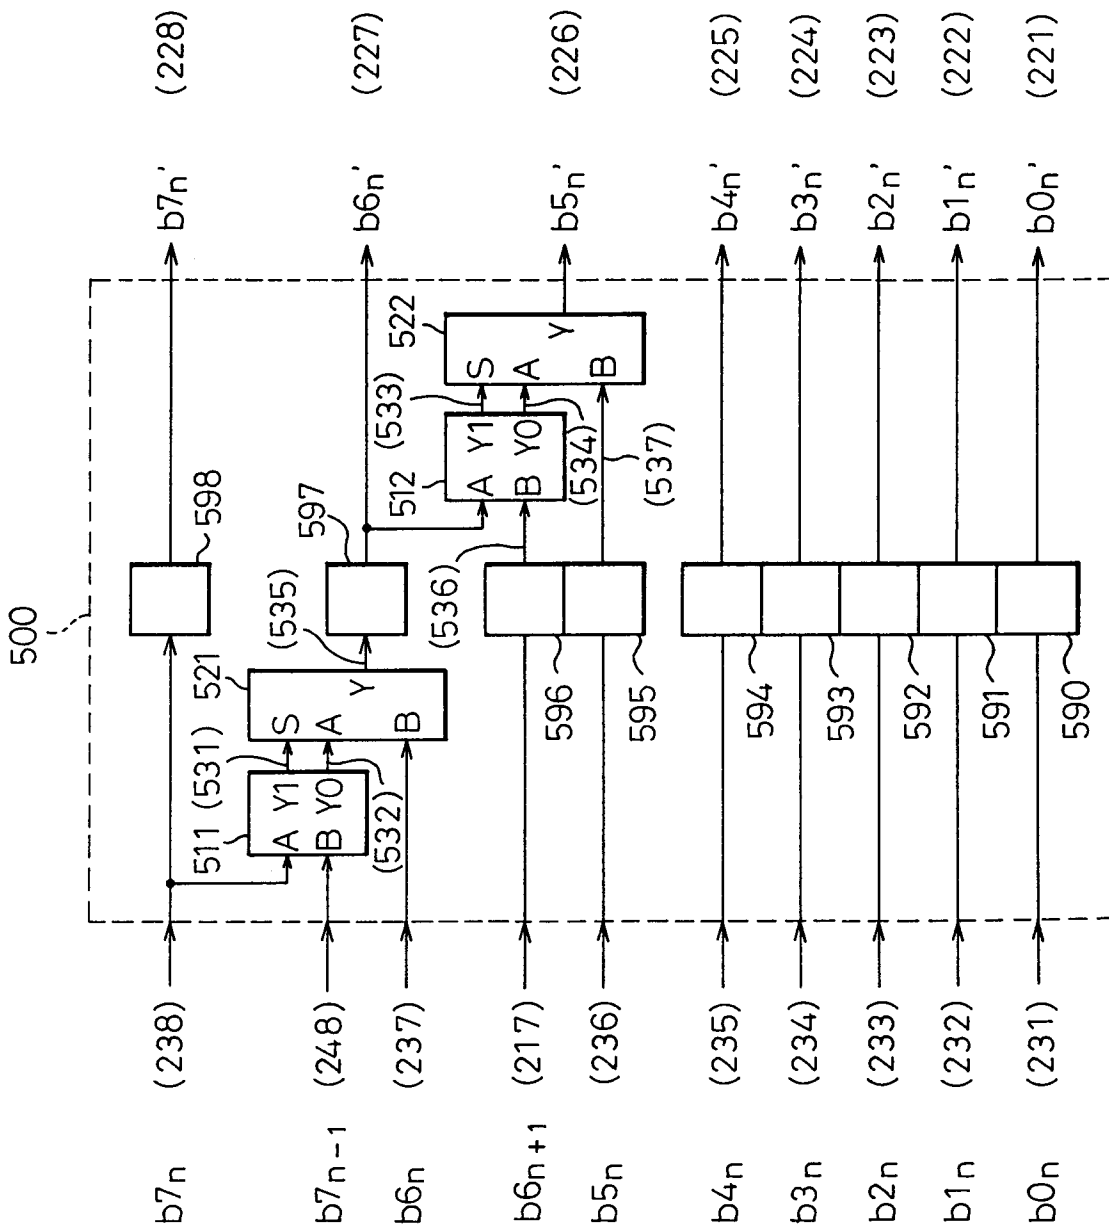 500
b7n (238) 598 b7n' (228)
511 (531) 521 (535) 597
A Y1 S
b7n-1 (248) B Y0 A Y b6n' (227)
(532)
b6n (237) B
512 (533) 522
A Y1 S
b6n+1 (217) (536) B Y0 A Y b5n' (226)
596 (534)
b5n (236) B
595 (537)
b4n (235) 594 b4n' (225)
b3n (234) 593 b3n' (224)
b2n (233) 592 b2n' (223)
b1n (232) 591 b1n' (222)
b0n (231) 590 b0n' (221)